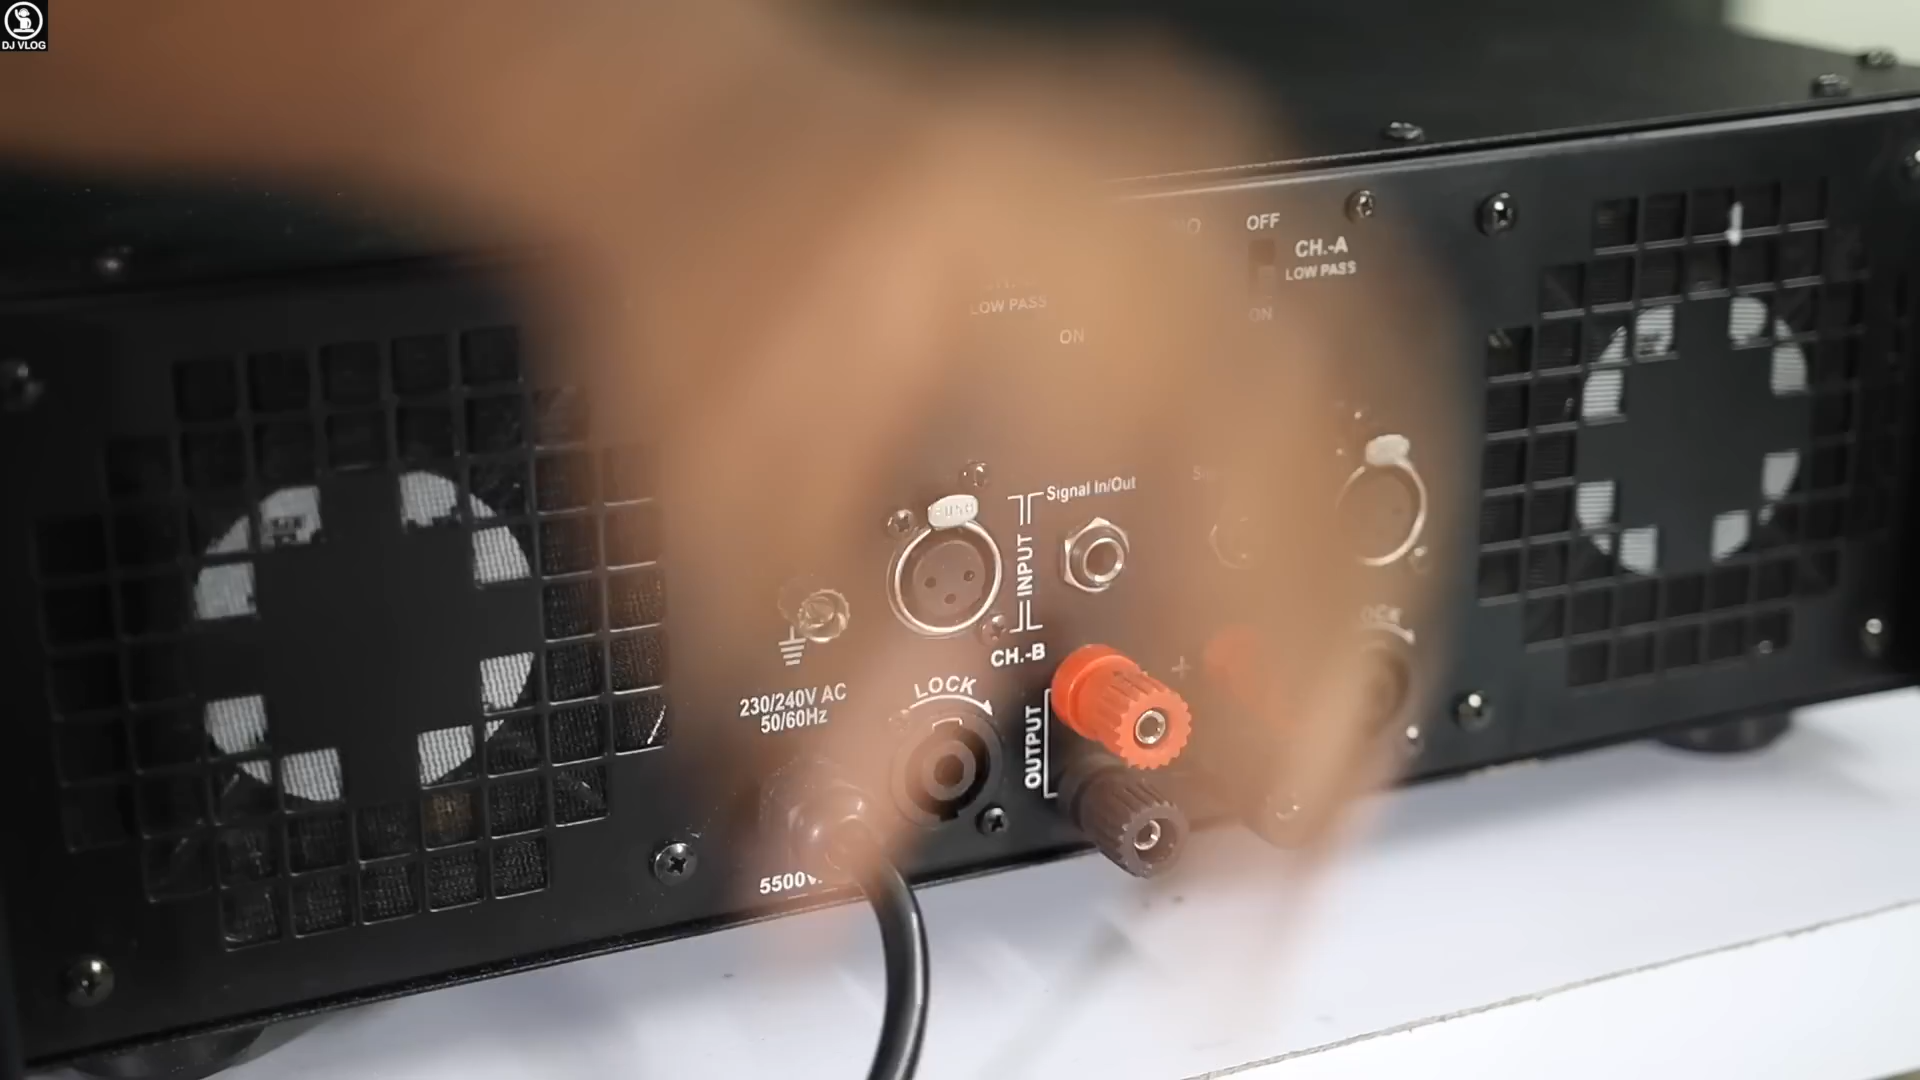 DJ VLOG
OFF
CH.-A
LOW PASS
ON
LOW PASS
ON
PUSH
Signal In/Out
INPUT
CH.-B
230/240V AC
50/60Hz
LOCK
OUTPUT
+